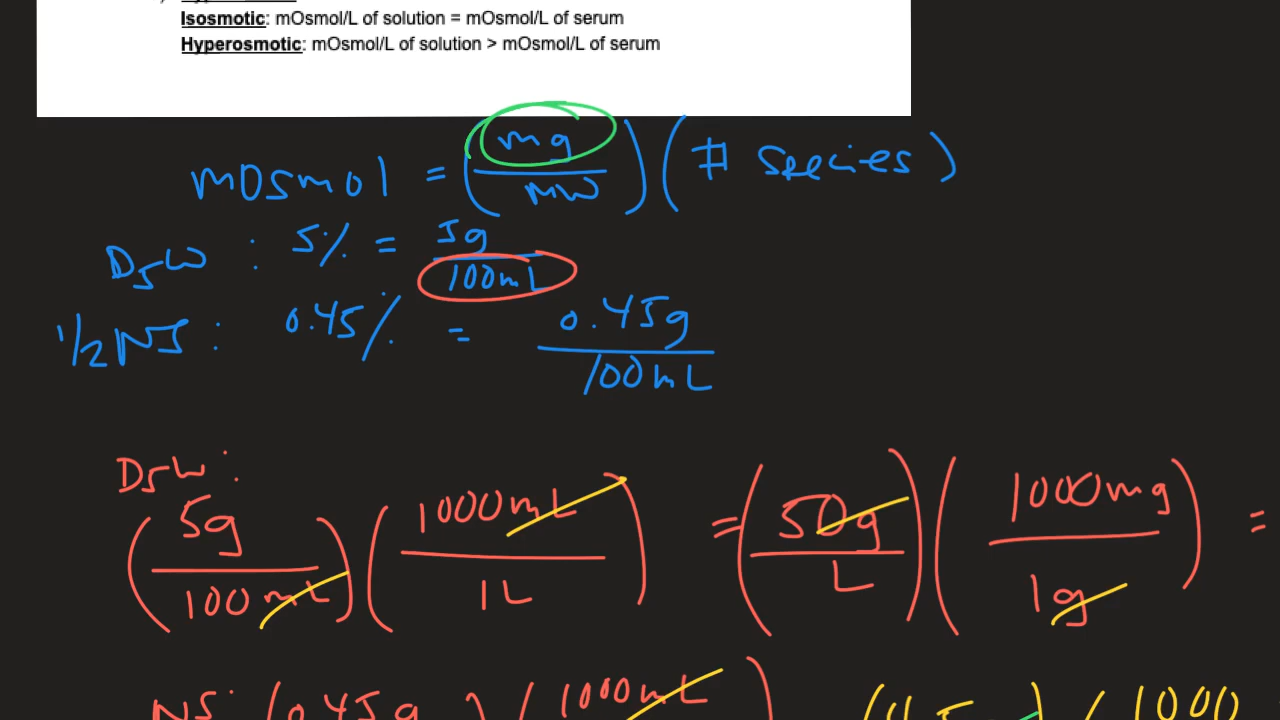 Isosmotic: mOsmol/L of solution = mOsmol/L of serum
Hyperosmotic: mOsmol/L of solution > mOsmol/L of serum
mOsmol = (mg/MW)(# species)
D5W : 5% = 5g/100mL
1/2 NS : 0.45% = 0.45g/100mL
D5W:
(5g/100mL)(1000mL/1L) = (50g/L)(1000mg/1g) =
NS: (0.45g) (1000mL) (4.5 ) (1000